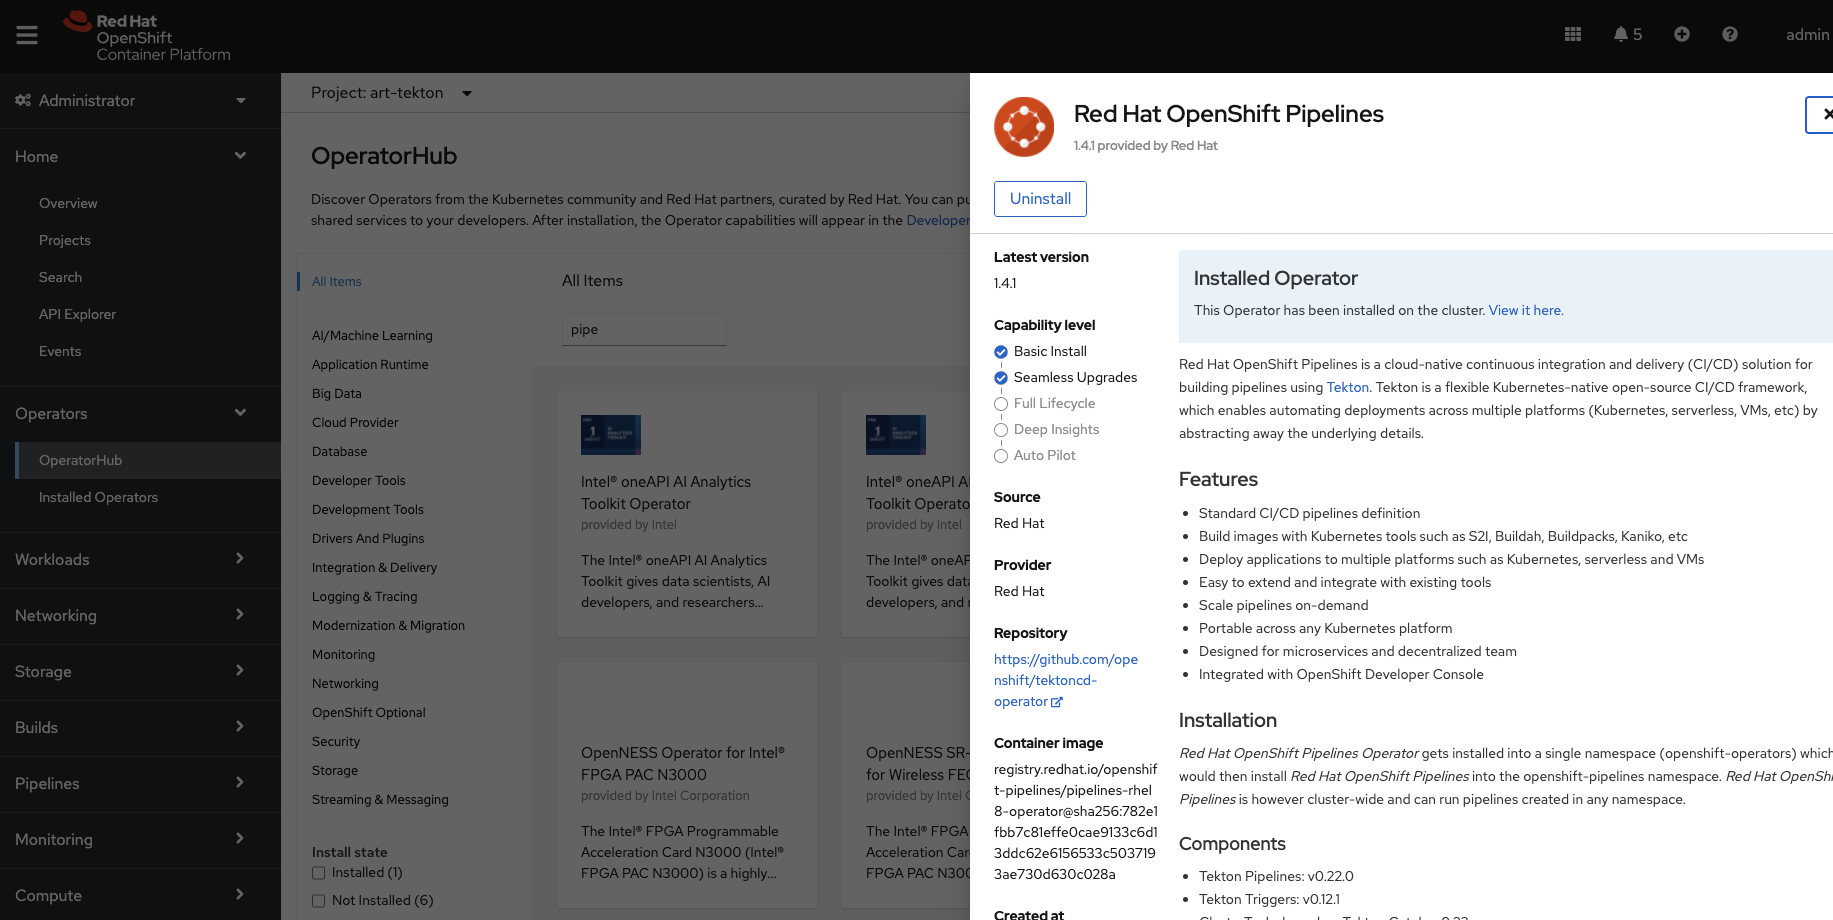 Red Hat
OpenShift
Container Platform
5
admin
Administrator
Home
Overview
Projects
Search
API Explorer
Events
Operators
OperatorHub
Installed Operators
Workloads
Networking
Storage
Builds
Pipelines
Monitoring
Compute
Project: art-tekton
OperatorHub
Discover Operators from the Kubernetes community and Red Hat partners, curated by Red Hat. You can pu
shared services to your developers. After installation, the Operator capabilities will appear in the Developer
All Items
AI/Machine Learning
Application Runtime
Big Data
Cloud Provider
Database
Developer Tools
Development Tools
Drivers And Plugins
Integration & Delivery
Logging & Tracing
Modernization & Migration
Monitoring
Networking
OpenShift Optional
Security
Storage
Streaming & Messaging
Install state
Installed (1)
Not Installed (6)
All Items
pipe
Intel® oneAPI AI Analytics
Toolkit Operator
provided by Intel
The Intel® oneAPI AI Analytics
Toolkit gives data scientists, AI
developers, and researchers...
Intel® oneAPI AI
Toolkit Operato
provided by Intel
The Intel® oneAP
Toolkit gives data
developers, and r
OpenNESS Operator for Intel®
FPGA PAC N3000
provided by Intel Corporation
The Intel® FPGA Programmable
Acceleration Card N3000 (Intel®
FPGA PAC N3000) is a highly...
OpenNESS SR-
for Wireless FEC
provided by Intel C
The Intel® FPGA
Acceleration Car
FPGA PAC N300
Red Hat OpenShift Pipelines
1.4.1 provided by Red Hat
Uninstall
Latest version
1.4.1
Capability level
Basic Install
Seamless Upgrades
Full Lifecycle
Deep Insights
Auto Pilot
Source
Red Hat
Provider
Red Hat
Repository
https://github.com/ope
nshift/tektoncd-
operator
Container image
registry.redhat.io/openshif
t-pipelines/pipelines-rhel
8-operator@sha256:782e1
fbb7c81effe0cae9133c6d1
3ddc62e6156533c503719
3ae730d630c028a
Created at
Installed Operator
This Operator has been installed on the cluster. View it here.
Red Hat OpenShift Pipelines is a cloud-native continuous integration and delivery (CI/CD) solution for
building pipelines using Tekton. Tekton is a flexible Kubernetes-native open-source CI/CD framework,
which enables automating deployments across multiple platforms (Kubernetes, serverless, VMs, etc) by
abstracting away the underlying details.
Features
Standard CI/CD pipelines definition
Build images with Kubernetes tools such as S2I, Buildah, Buildpacks, Kaniko, etc
Deploy applications to multiple platforms such as Kubernetes, serverless and VMs
Easy to extend and integrate with existing tools
Scale pipelines on-demand
Portable across any Kubernetes platform
Designed for microservices and decentralized team
Integrated with OpenShift Developer Console
Installation
Red Hat OpenShift Pipelines Operator gets installed into a single namespace (openshift-operators) which
would then install Red Hat OpenShift Pipelines into the openshift-pipelines namespace. Red Hat OpenShi
Pipelines is however cluster-wide and can run pipelines created in any namespace.
Components
Tekton Pipelines: v0.22.0
Tekton Triggers: v0.12.1